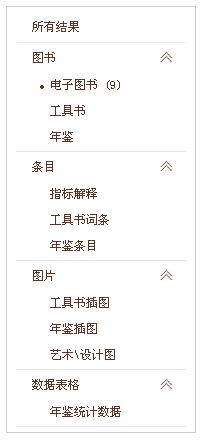 所有结果
图书
• 电子图书 (9)
工具书
年鉴
条目
指标解释
工具书词条
年鉴条目
图片
工具书插图
年鉴插图
艺术\设计图
数据表格
年鉴统计数据